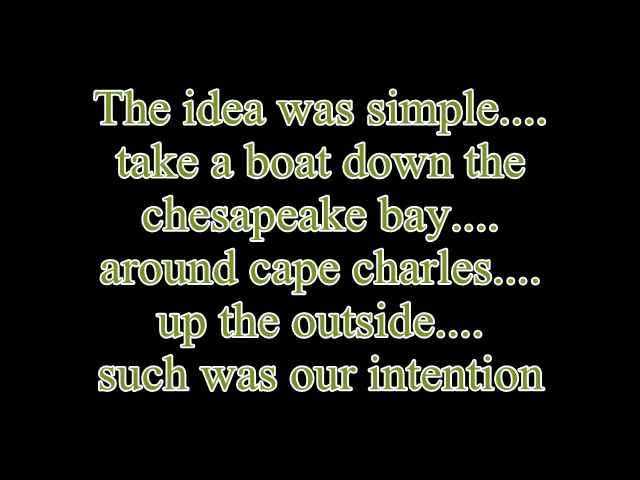 The idea was simple....
take a boat down the
chesapeake bay....
around cape charles....
up the outside....
such was our intention